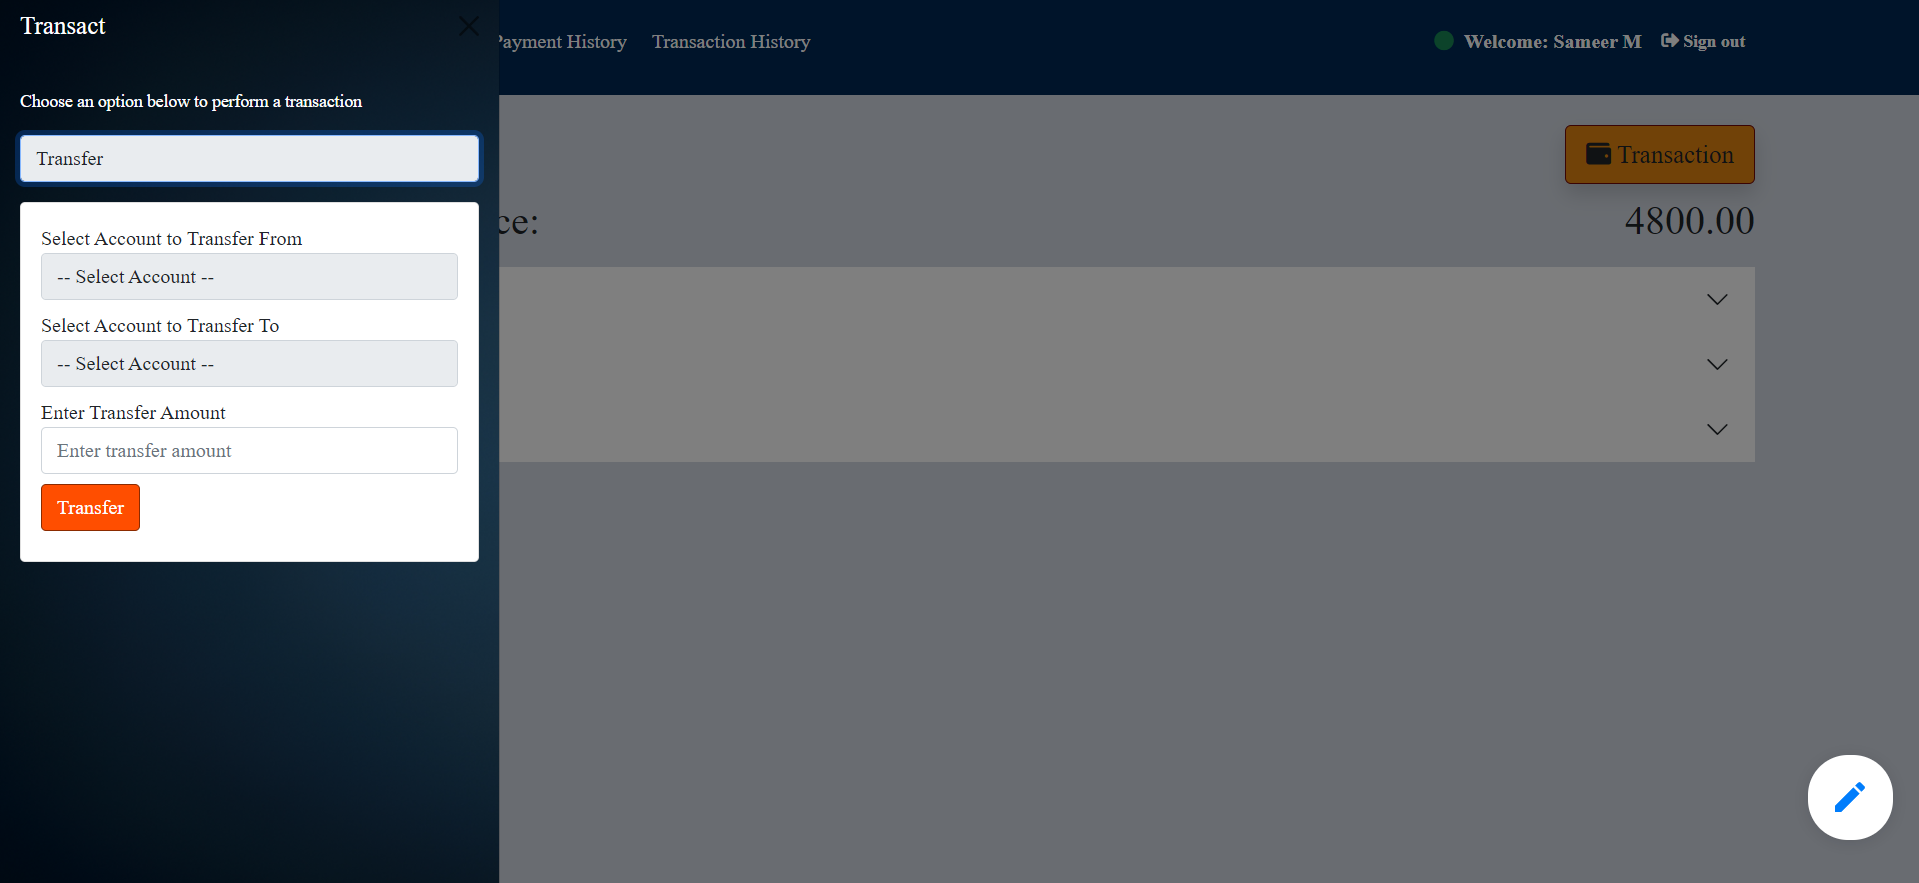 Transact
Payment History
Transaction History
Welcome: Sameer M
Sign out
Choose an option below to perform a transaction
Transfer
Transaction
4800.00
Select Account to Transfer From
-- Select Account --
Select Account to Transfer To
-- Select Account --
Enter Transfer Amount
Enter transfer amount
Transfer